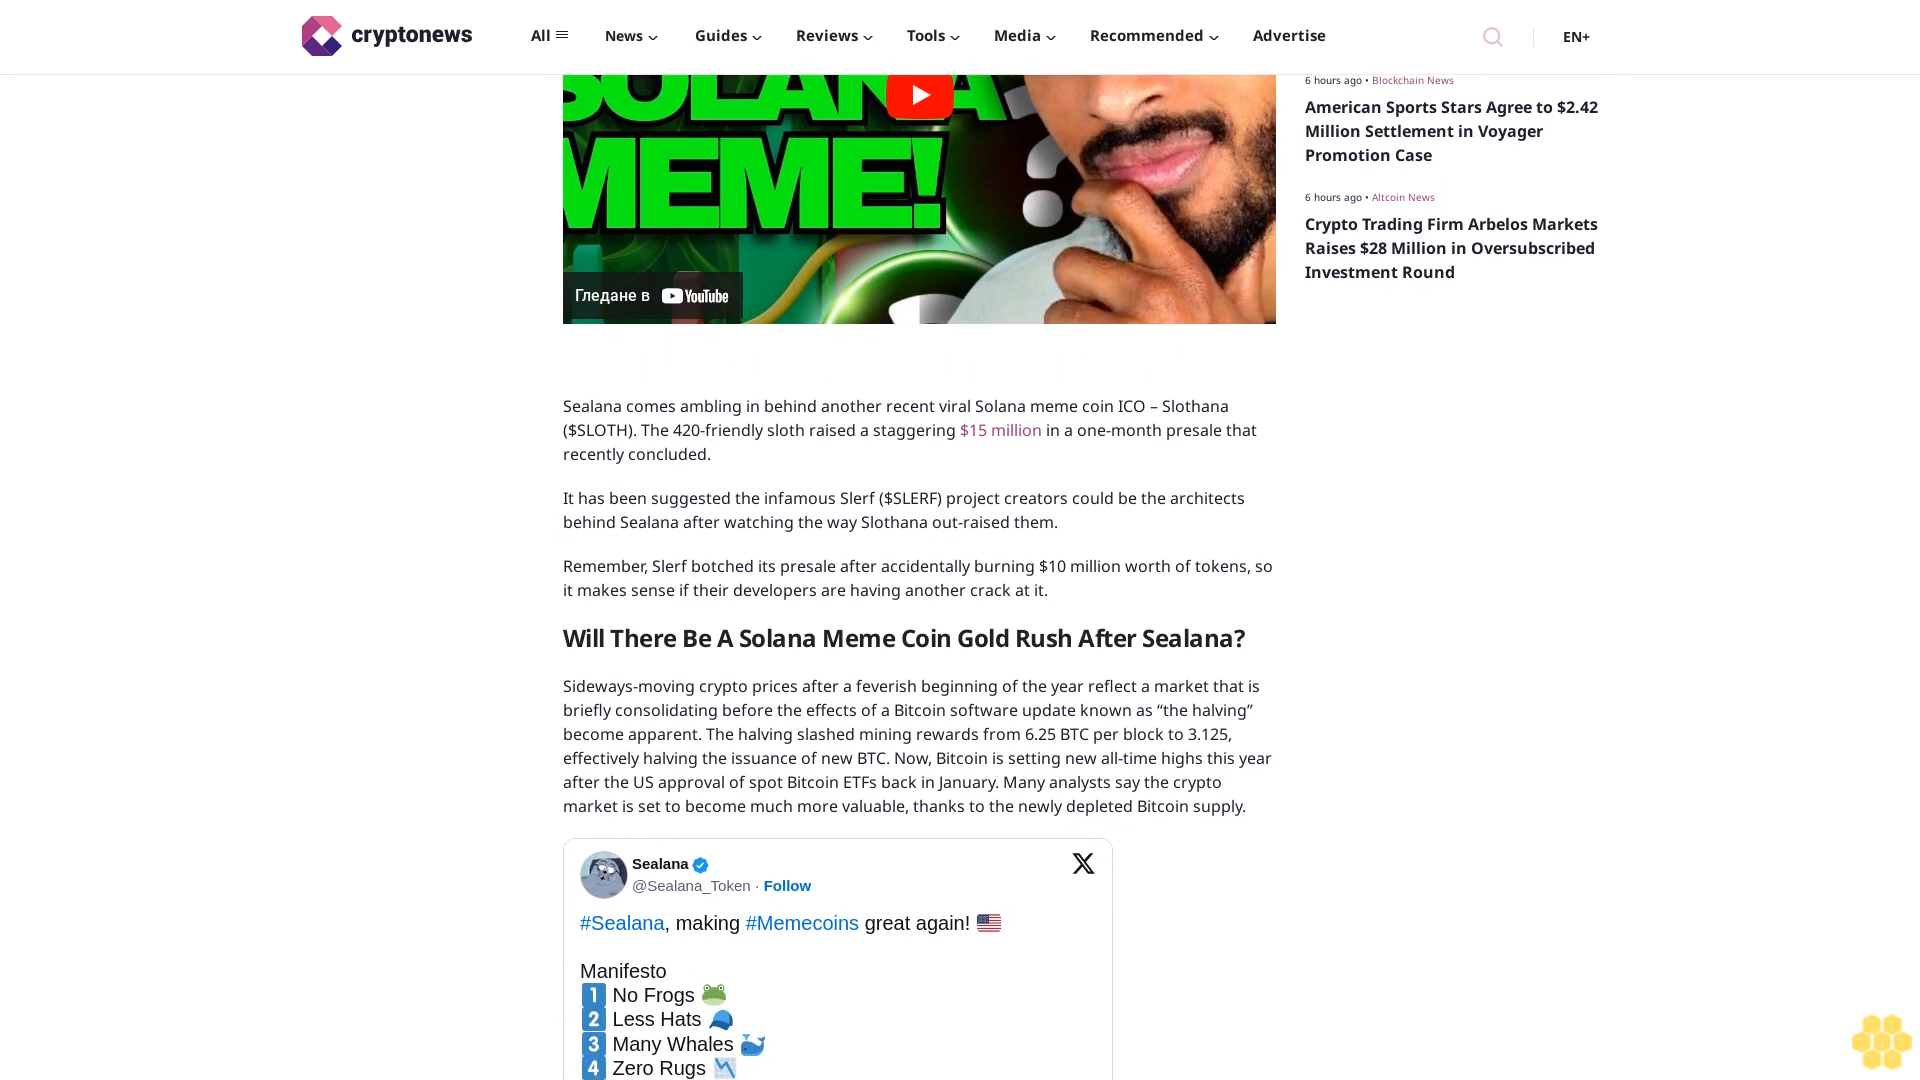 cryptonews
All
News
Guides
Reviews
Tools
Media
Recommended
Advertise
EN+
SOLANA
MEME!
Гледане в YouTube
6 hours ago • Blockchain News
American Sports Stars Agree to $2.42
Million Settlement in Voyager
Promotion Case
6 hours ago • Altcoin News
Crypto Trading Firm Arbelos Markets
Raises $28 Million in Oversubscribed
Investment Round
Sealana comes ambling in behind another recent viral Solana meme coin ICO – Slothana
($SLOTH). The 420-friendly sloth raised a staggering $15 million in a one-month presale that
recently concluded.
It has been suggested the infamous Slerf ($SLERF) project creators could be the architects
behind Sealana after watching the way Slothana out-raised them.
Remember, Slerf botched its presale after accidentally burning $10 million worth of tokens, so
it makes sense if their developers are having another crack at it.
Will There Be A Solana Meme Coin Gold Rush After Sealana?
Sideways-moving crypto prices after a feverish beginning of the year reflect a market that is
briefly consolidating before the effects of a Bitcoin software update known as “the halving”
become apparent. The halving slashed mining rewards from 6.25 BTC per block to 3.125,
effectively halving the issuance of new BTC. Now, Bitcoin is setting new all-time highs this year
after the US approval of spot Bitcoin ETFs back in January. Many analysts say the crypto
market is set to become much more valuable, thanks to the newly depleted Bitcoin supply.
Sealana
@Sealana_Token · Follow
#Sealana, making #Memecoins great again! 🇺🇸
Manifesto
1️⃣ No Frogs 🐸
2️⃣ Less Hats 🧢
3️⃣ Many Whales 🐳
4️⃣ Zero Rugs 📉